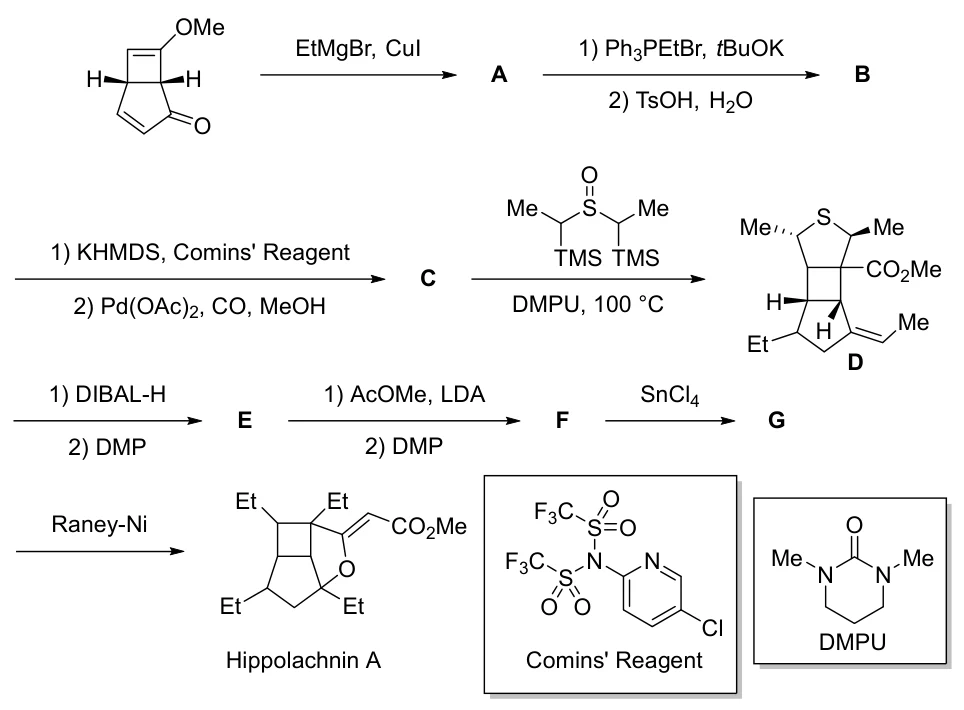 OMe
H
H
O
EtMgBr, CuI
A
1) Ph₃PEtBr, tBuOK
2) TsOH, H₂O
B
1) KHMDS, Comins' Reagent
2) Pd(OAc)₂, CO, MeOH
C
O
Me
S
Me
TMS TMS
DMPU, 100 °C
S
Me
Me
CO₂Me
H
H
Me
Et
D
1) DIBAL-H
2) DMP
E
1) AcOMe, LDA
2) DMP
F
SnCl₄
G
Raney-Ni
Et
Et
CO₂Me
O
Et
Et
Hippolachnin A
O
F₃C
S
O
F₃C
N
N
S
O O
Cl
Comins' Reagent
O
Me
N
N
Me
DMPU